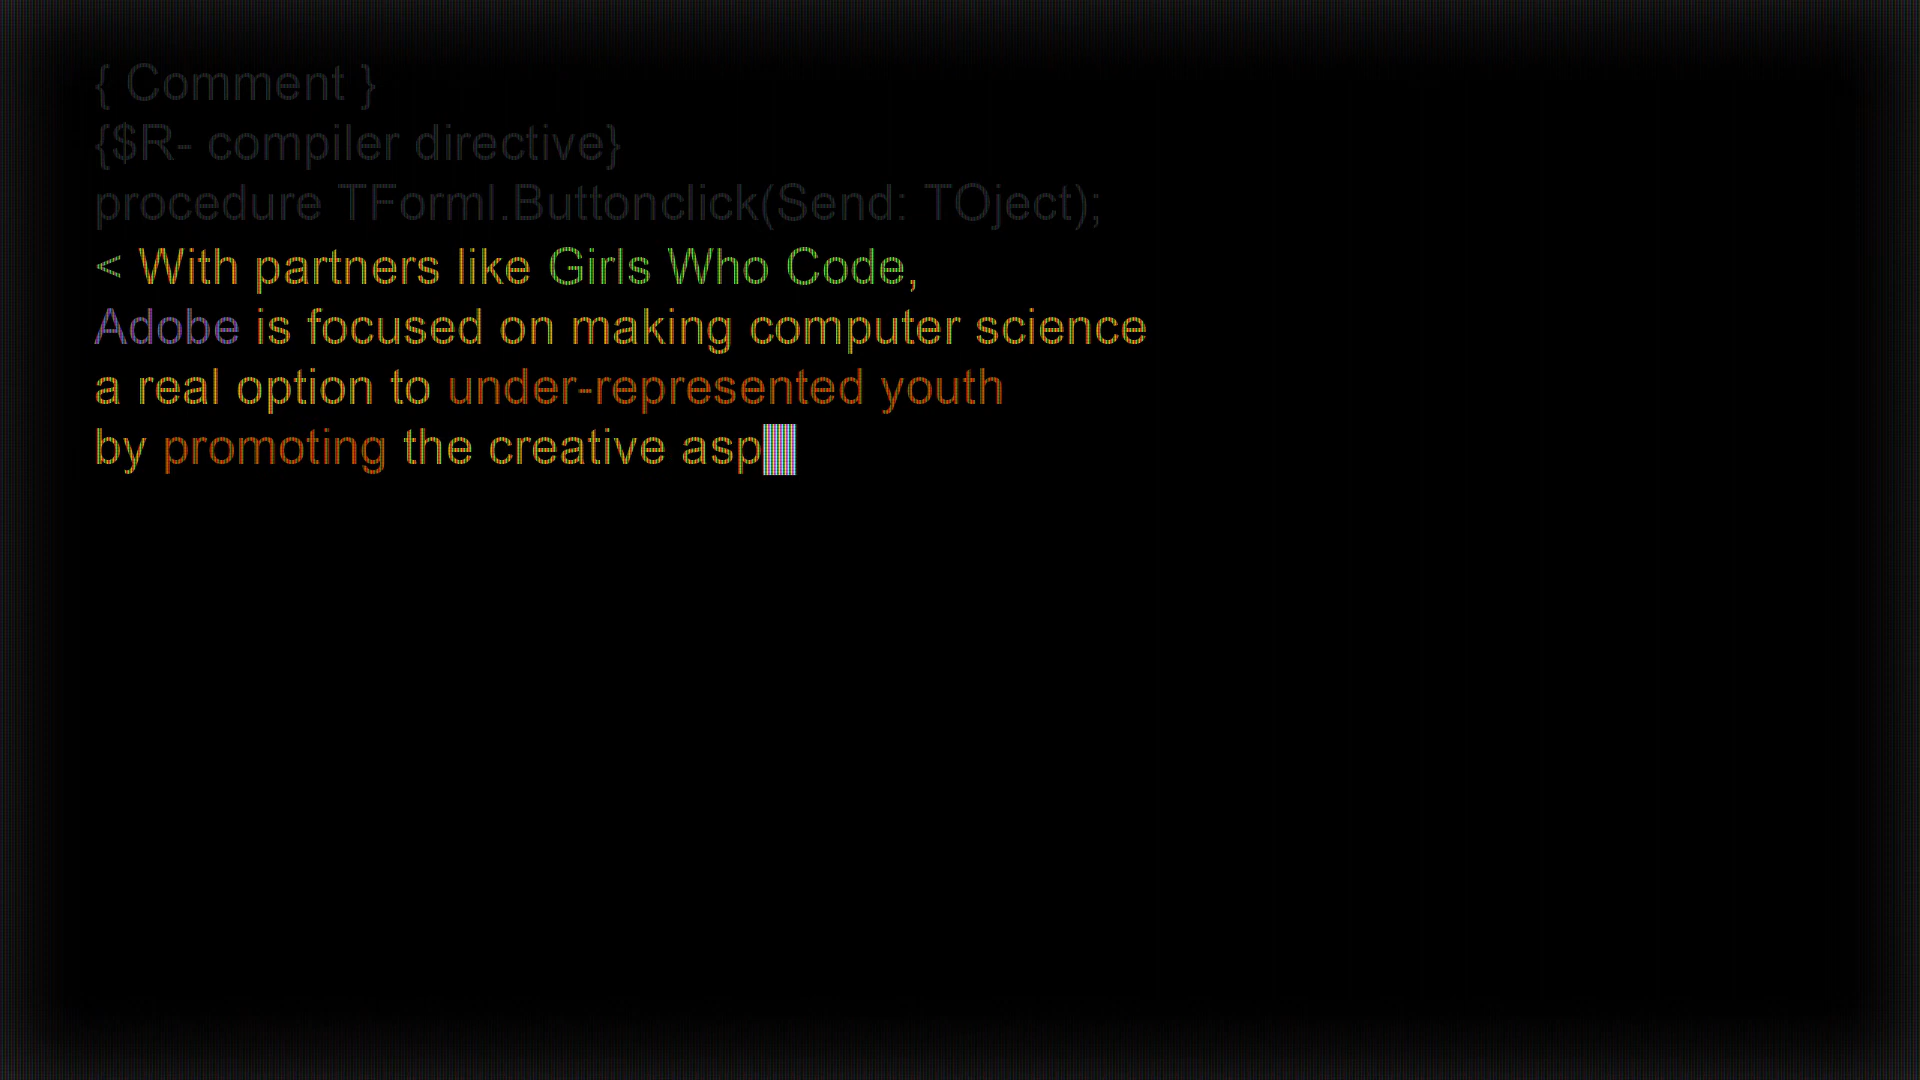 { Comment }
{$R- compiler directive}
procedure TForml.Buttonclick(Send: TOject);
< With partners like Girls Who Code,
Adobe is focused on making computer science
a real option to under-represented youth
by promoting the creative asp